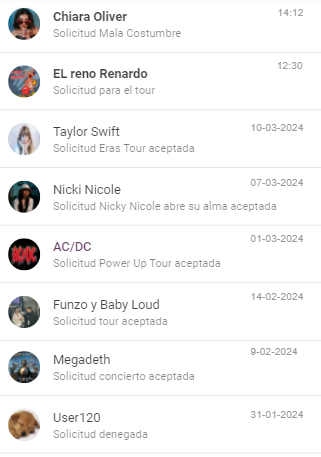 Chiara Oliver 14:12
Solicitud Mala Costumbre
EL reno Renardo 12:30
Solicitud para el tour
Taylor Swift 10-03-2024
Solicitud Eras Tour aceptada
Nicki Nicole 07-03-2024
Solicitud Nicky Nicole abre su alma aceptada
AC/DC 01-03-2024
Solicitud Power Up Tour aceptada
Funzo y Baby Loud 14-02-2024
Solicitud tour aceptada
Megadeth 9-02-2024
Solicitud concierto aceptada
User120 31-01-2024
Solicitud denegada